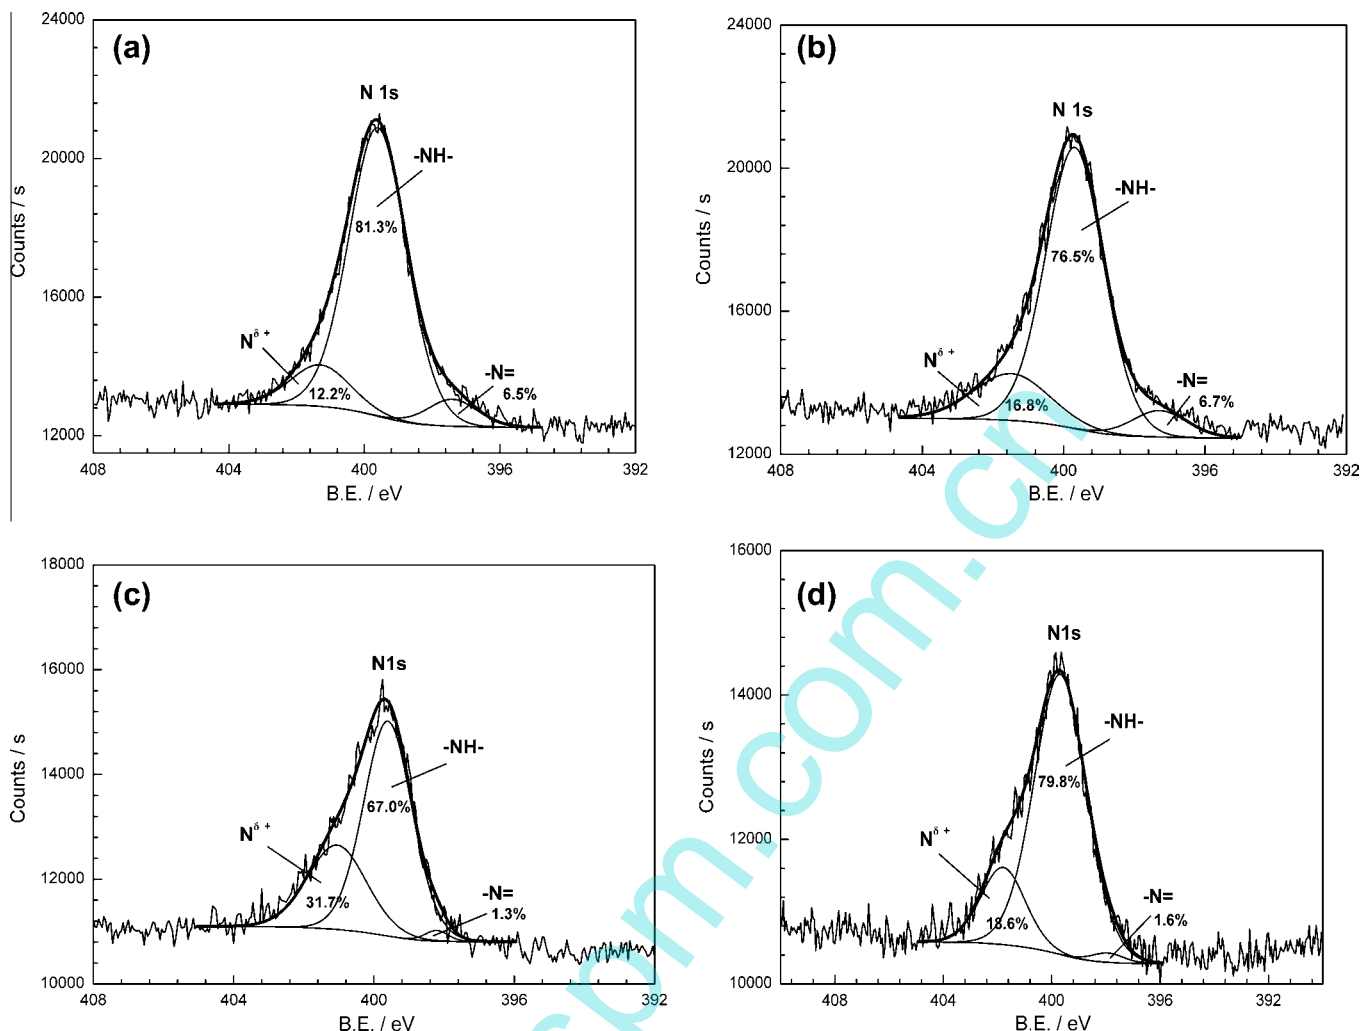 (a)
24000
20000
16000
12000
Counts / s
N 1s
-NH-
81.3%
N δ +
12.2%
-N=
6.5%
408
404
400
396
392
B.E. / eV
(b)
24000
20000
16000
12000
Counts / s
N 1s
-NH-
76.5%
N δ +
16.8%
-N=
6.7%
408
404
400
396
392
B.E. / eV
(c)
18000
16000
14000
12000
10000
Counts / s
N1s
-NH-
67.0%
N δ +
31.7%
-N=
1.3%
408
404
400
396
392
B.E. / eV
(d)
16000
14000
12000
10000
Counts / s
N1s
-NH-
79.8%
N δ +
18.6%
-N=
1.6%
408
404
400
396
392
B.E. / eV
spm.com.cn